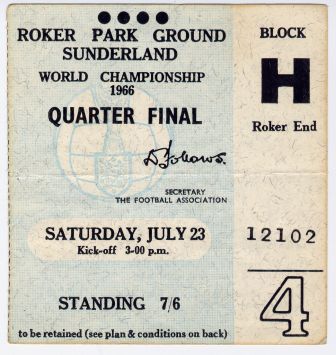 ROKER PARK GROUND
SUNDERLAND
WORLD CHAMPIONSHIP
1966
QUARTER FINAL
D Follows.
SECRETARY
THE FOOTBALL ASSOCIATION
SATURDAY, JULY 23
Kick-off 3-00 p.m.
STANDING 7/6
to be retained (see plan & conditions on back)
BLOCK
H
Roker End
12102
4